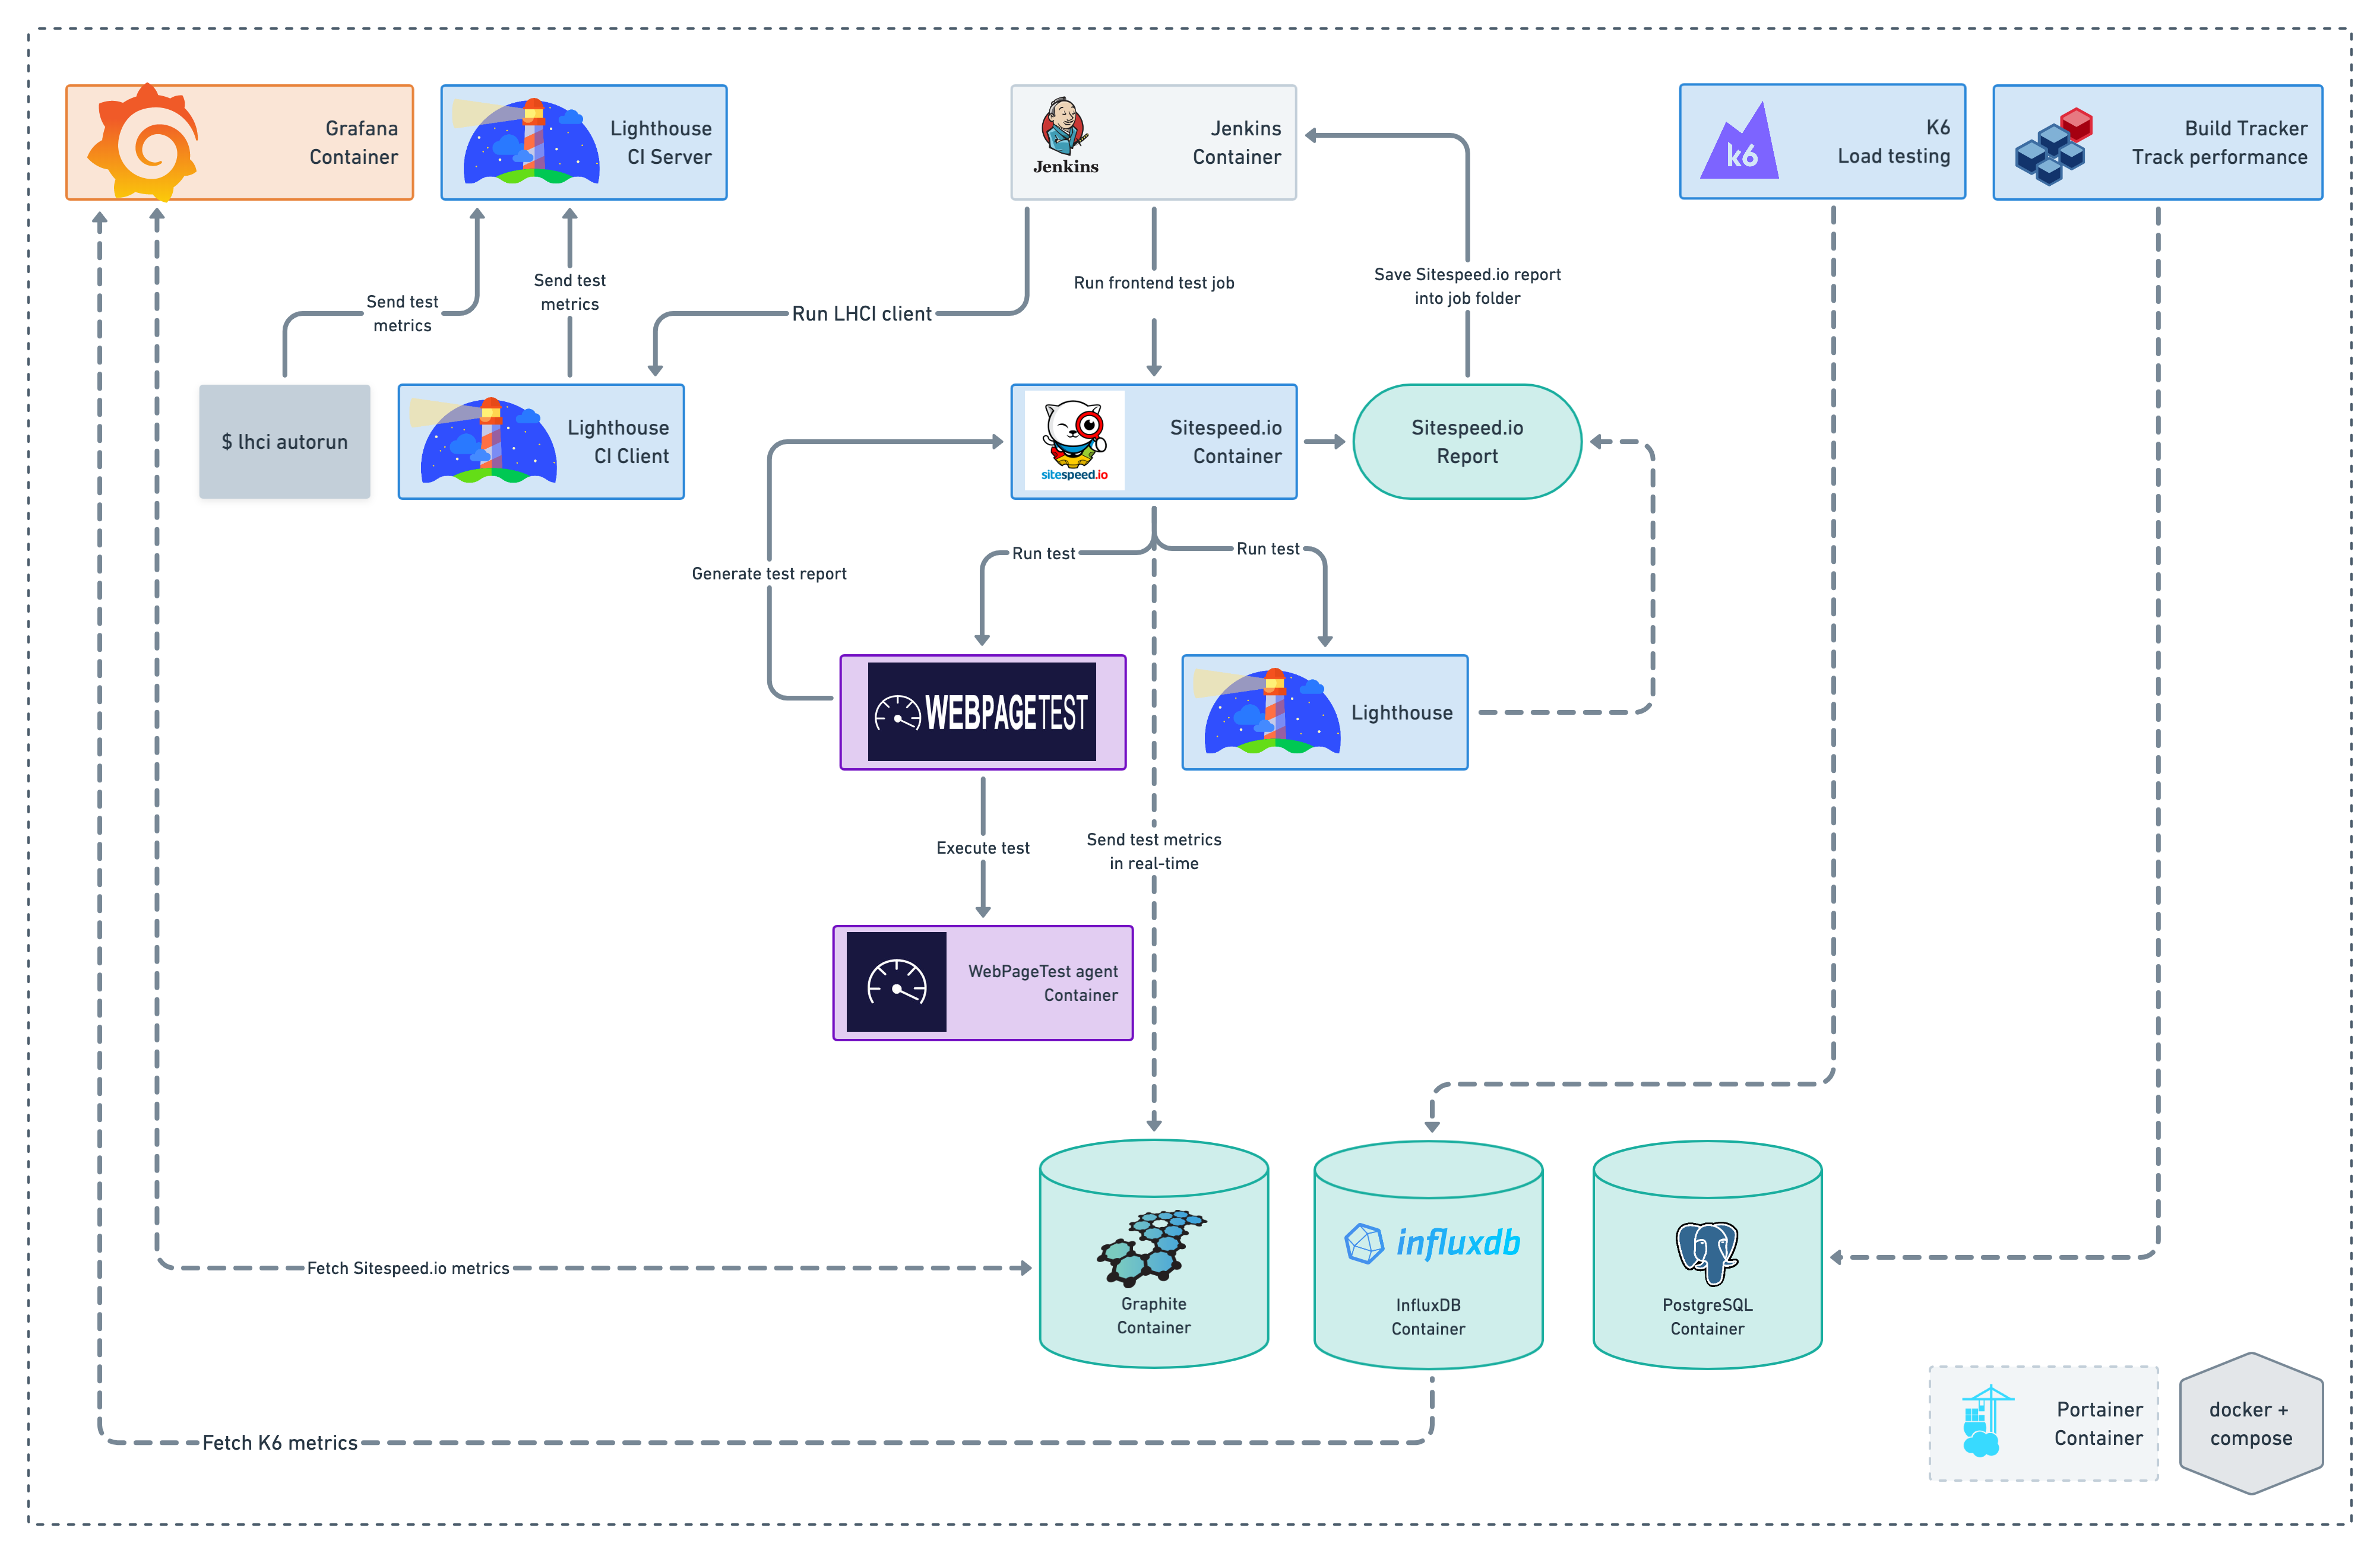 Grafana
Container
Lighthouse
CI Server
Jenkins
Jenkins
Container
k6
K6
Load testing
Build Tracker
Track performance
Send test
metrics
Send test
metrics
Run LHCI client
Run frontend test job
Save Sitespeed.io report
into job folder
$ lhci autorun
Lighthouse
CI Client
sitespeed.io
Sitespeed.io
Container
Sitespeed.io
Report
Generate test report
Run test
Run test
WEBPAGETEST
Lighthouse
Execute test
Send test metrics
in real-time
WebPageTest agent
Container
Fetch Sitespeed.io metrics
Graphite
Container
influxdb
InfluxDB
Container
PostgreSQL
Container
Fetch K6 metrics
Portainer
Container
docker +
compose